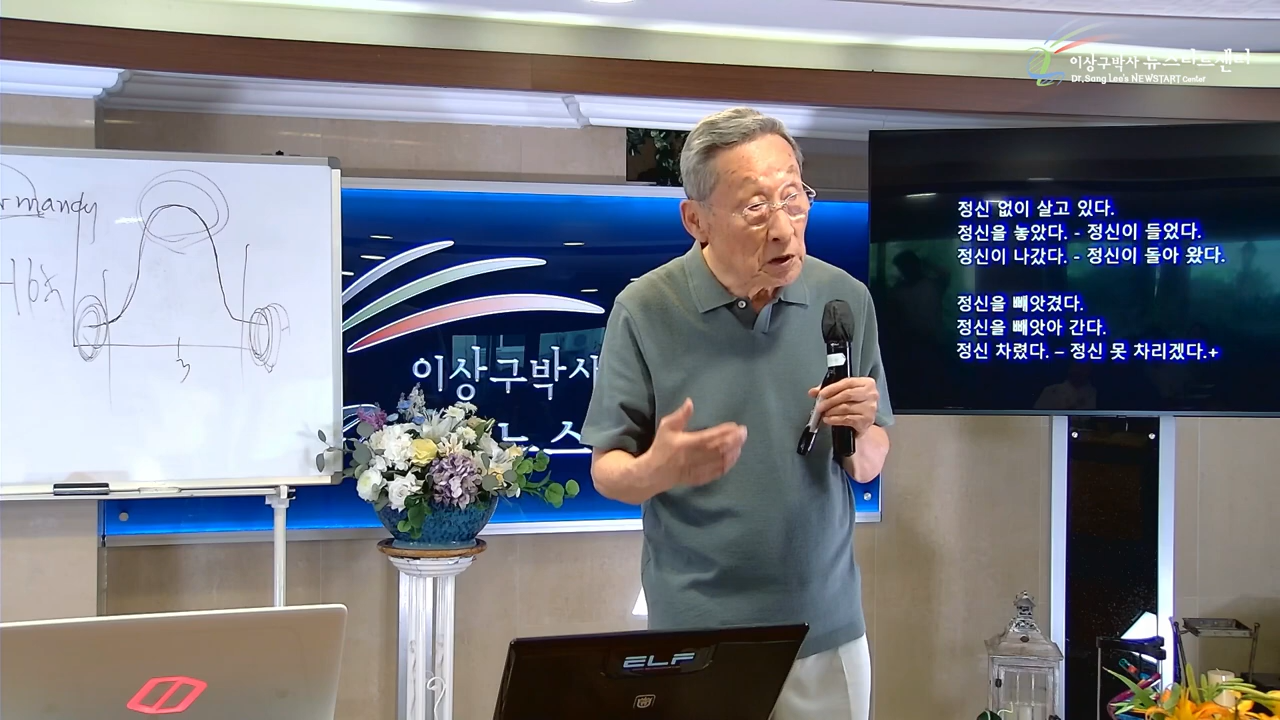 이상구박사 뉴스타트센터
Dr. Sang Lee's NEWSTART Center
rmandy
정신 없이 살고 있다.
정신을 놓았다. - 정신이 들었다.
정신이 나갔다. - 정신이 돌아 왔다.
정신을 빼앗겼다.
정신을 빼앗아 간다.
정신 차렸다. – 정신 못 차리겠다.+
이상구박사
뉴스
ELF